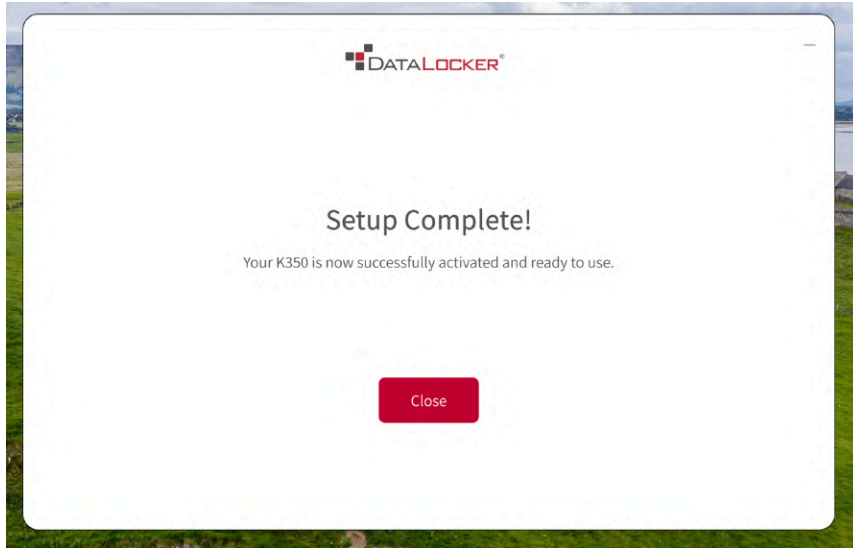 DATALOCKER®
Setup Complete!
Your K350 is now successfully activated and ready to use.
Close